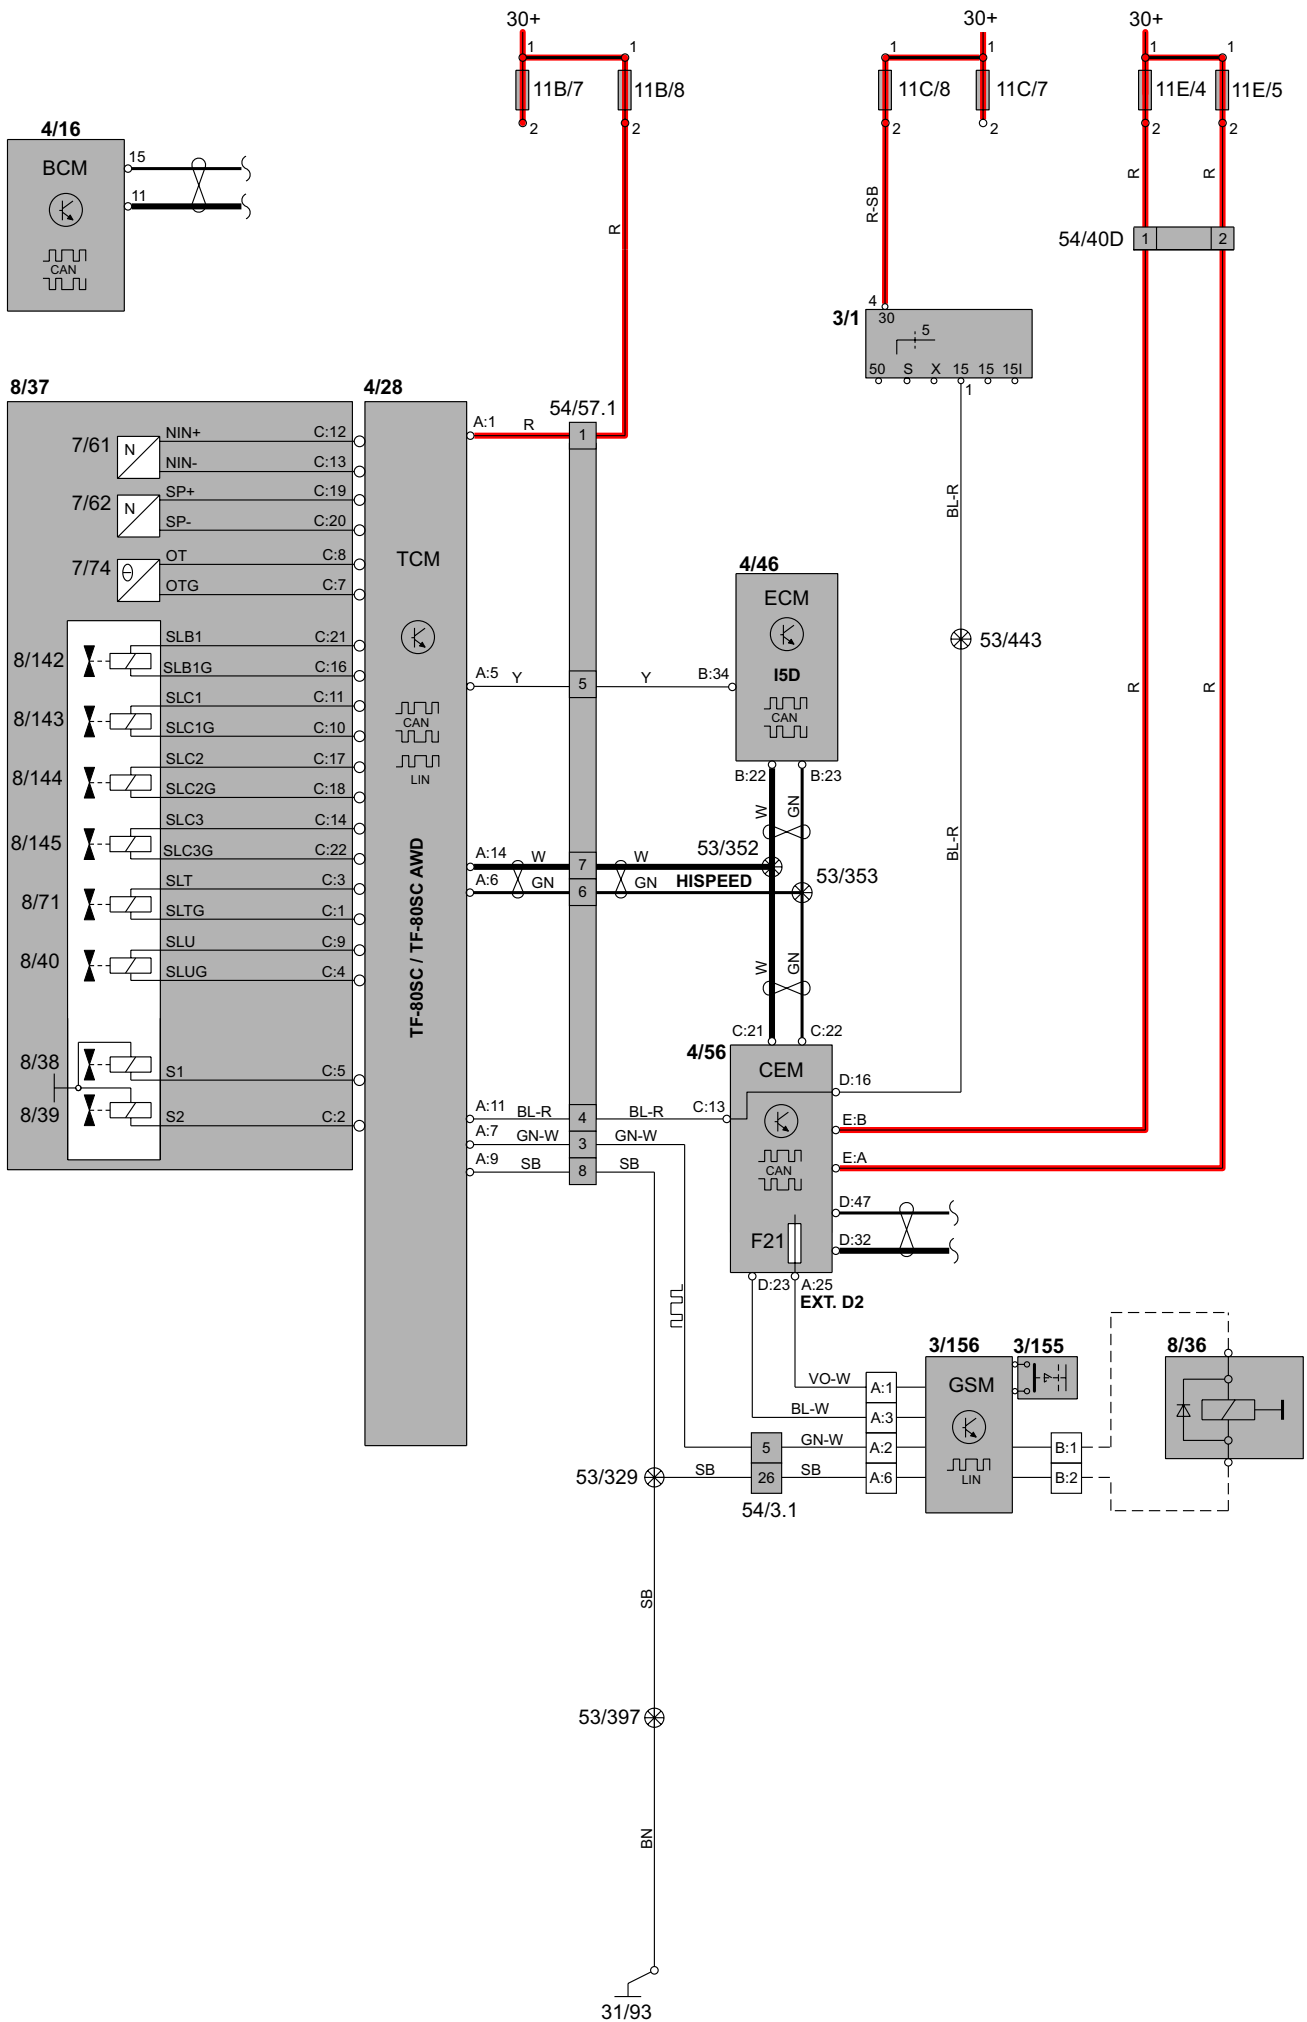 30+
30+
30+
1
1
1
1
1
1
11B/7
11B/8
11C/8
11C/7
11E/4
11E/5
2
2
2
2
2
2
4/16
BCM
15
11
CAN
R
R-SB
R
R
54/40D
1
2
4
3/1
30
5
50
S
X
15
15
15I
1
8/37
4/28
54/57.1
7/61
N
NIN+
C:12
NIN-
C:13
7/62
N
SP+
C:19
SP-
C:20
7/74
θ
OT
C:8
OTG
C:7
8/142
SLB1
C:21
SLB1G
C:16
8/143
SLC1
C:11
SLC1G
C:10
8/144
SLC2
C:17
SLC2G
C:18
8/145
SLC3
C:14
SLC3G
C:22
8/71
SLT
C:3
SLTG
C:1
8/40
SLU
C:9
SLUG
C:4
8/38
S1
C:5
8/39
S2
C:2
TCM
CAN
LIN
TF-80SC / TF-80SC AWD
A:1
R
1
BL-R
4/46
ECM
I5D
CAN
53/443
A:5
Y
5
Y
B:34
R
R
B:22
B:23
W
GN
BL-R
A:14
W
7
W
53/352
A:6
GN
6
GN
HISPEED
53/353
W
GN
C:21
C:22
4/56
CEM
D:16
A:11
BL-R
4
BL-R
C:13
E:B
A:7
GN-W
3
GN-W
CAN
E:A
A:9
SB
8
SB
D:47
F21
D:32
D:23
A:25
EXT. D2
3/156
3/155
8/36
VO-W
A:1
GSM
BL-W
A:3
5
GN-W
A:2
B:1
53/329
SB
26
SB
A:6
LIN
B:2
54/3.1
SB
53/397
BN
31/93